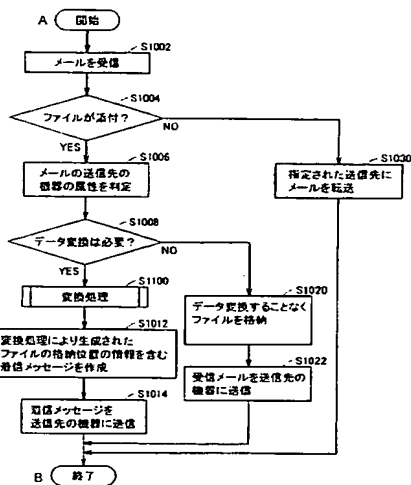 A
開始
S1002
メールを受信
S1004
ファイルが添付?
YES
NO
S1006
メールの送信先の
機器の属性を判定
S1030
指定された送信先に
メールを転送
S1008
データ変換は必要?
YES
NO
S1100
変換処理
S1020
データ変換することなく
ファイルを格納
S1012
変換処理により生成された
ファイルの格納位置の情報を含む
着信メッセージを作成
S1022
受信メールを送信先の
機器に送信
S1014
着信メッセージを
送信先の機器に送信
B
終了